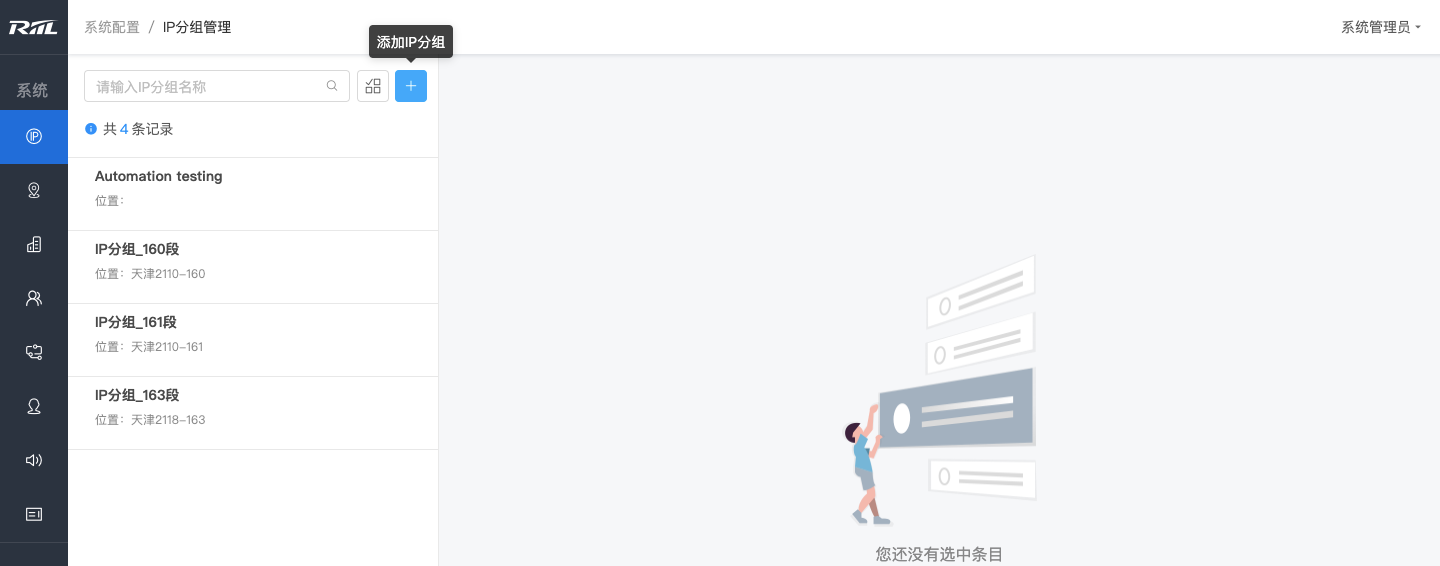 RIIL
系统配置 / IP分组管理
系统管理员
添加IP分组
请输入IP分组名称
系统
共 4 条记录
Automation testing
位置：
IP分组_160段
位置：天津2110-160
IP分组_161段
位置：天津2110-161
IP分组_163段
位置：天津2118-163
您还没有选中条目